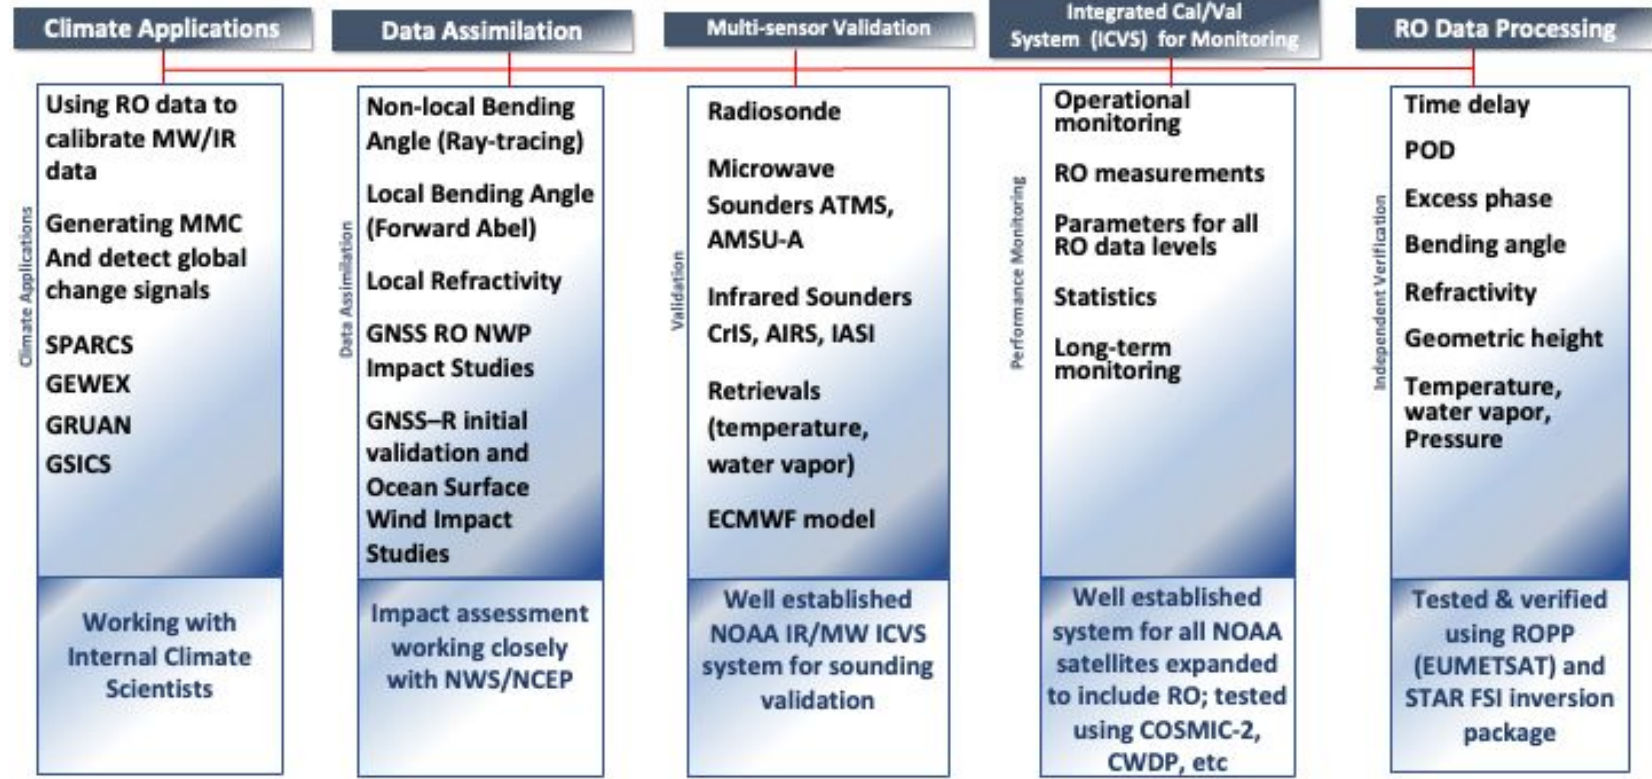 Climate Applications
Using RO data to
calibrate MW/IR
data
Generating MMC
And detect global
change signals
SPARCS
GEWEX
GRUAN
GSICS
Climate Applications
Working with
Internal Climate
Scientists
Data Assimilation
Non-local Bending
Angle (Ray-tracing)
Local Bending Angle
(Forward Abel)
Local Refractivity
GNSS RO NWP
Impact Studies
GNSS–R initial
validation and
Ocean Surface
Wind Impact
Studies
Data Assimilation
Impact assessment
working closely
with NWS/NCEP
Multi-sensor Validation
Radiosonde
Microwave
Sounders ATMS,
AMSU-A
Infrared Sounders
CrIS, AIRS, IASI
Retrievals
(temperature,
water vapor)
ECMWF model
Validation
Well established
NOAA IR/MW ICVS
system for sounding
validation
Integrated Cal/Val
System (ICVS) for Monitoring
Operational
monitoring
RO measurements
Parameters for all
RO data levels
Statistics
Long-term
monitoring
Performance Monitoring
Well established
system for all NOAA
satellites expanded
to include RO; tested
using COSMIC-2,
CWDP, etc
RO Data Processing
Time delay
POD
Excess phase
Bending angle
Refractivity
Geometric height
Temperature,
water vapor,
Pressure
Independent Verification
Tested & verified
using ROPP
(EUMETSAT) and
STAR FSI inversion
package